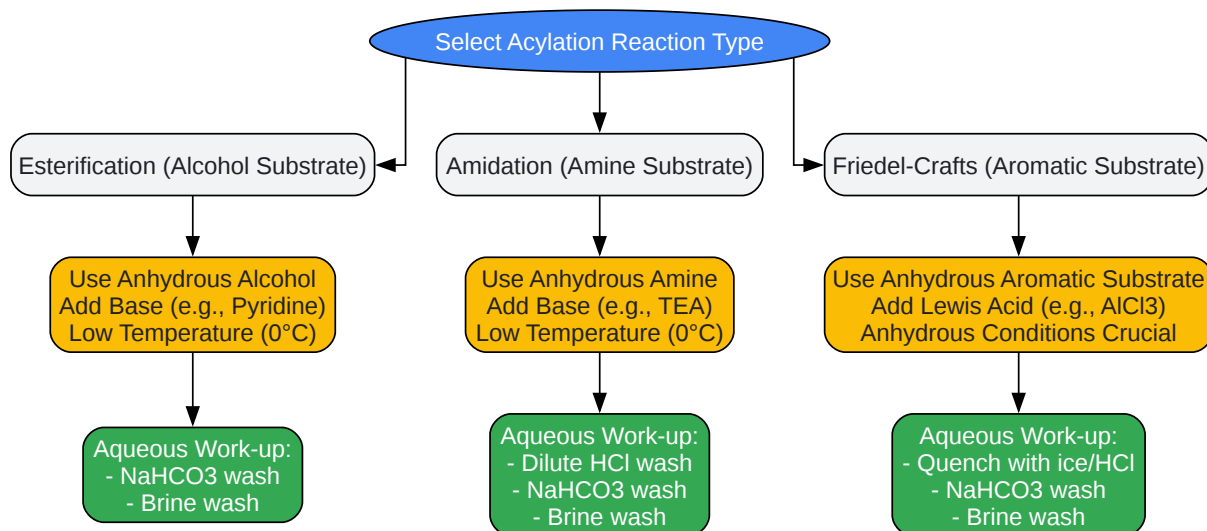 Select Acylation Reaction Type
Esterification (Alcohol Substrate)
Amidation (Amine Substrate)
Friedel-Crafts (Aromatic Substrate)
Use Anhydrous Alcohol
Add Base (e.g., Pyridine)
Low Temperature (0°C)
Use Anhydrous Amine
Add Base (e.g., TEA)
Low Temperature (0°C)
Use Anhydrous Aromatic Substrate
Add Lewis Acid (e.g., AlCl3)
Anhydrous Conditions Crucial
Aqueous Work-up:
- NaHCO3 wash
- Brine wash
Aqueous Work-up:
- Dilute HCl wash
- NaHCO3 wash
- Brine wash
Aqueous Work-up:
- Quench with ice/HCl
- NaHCO3 wash
- Brine wash